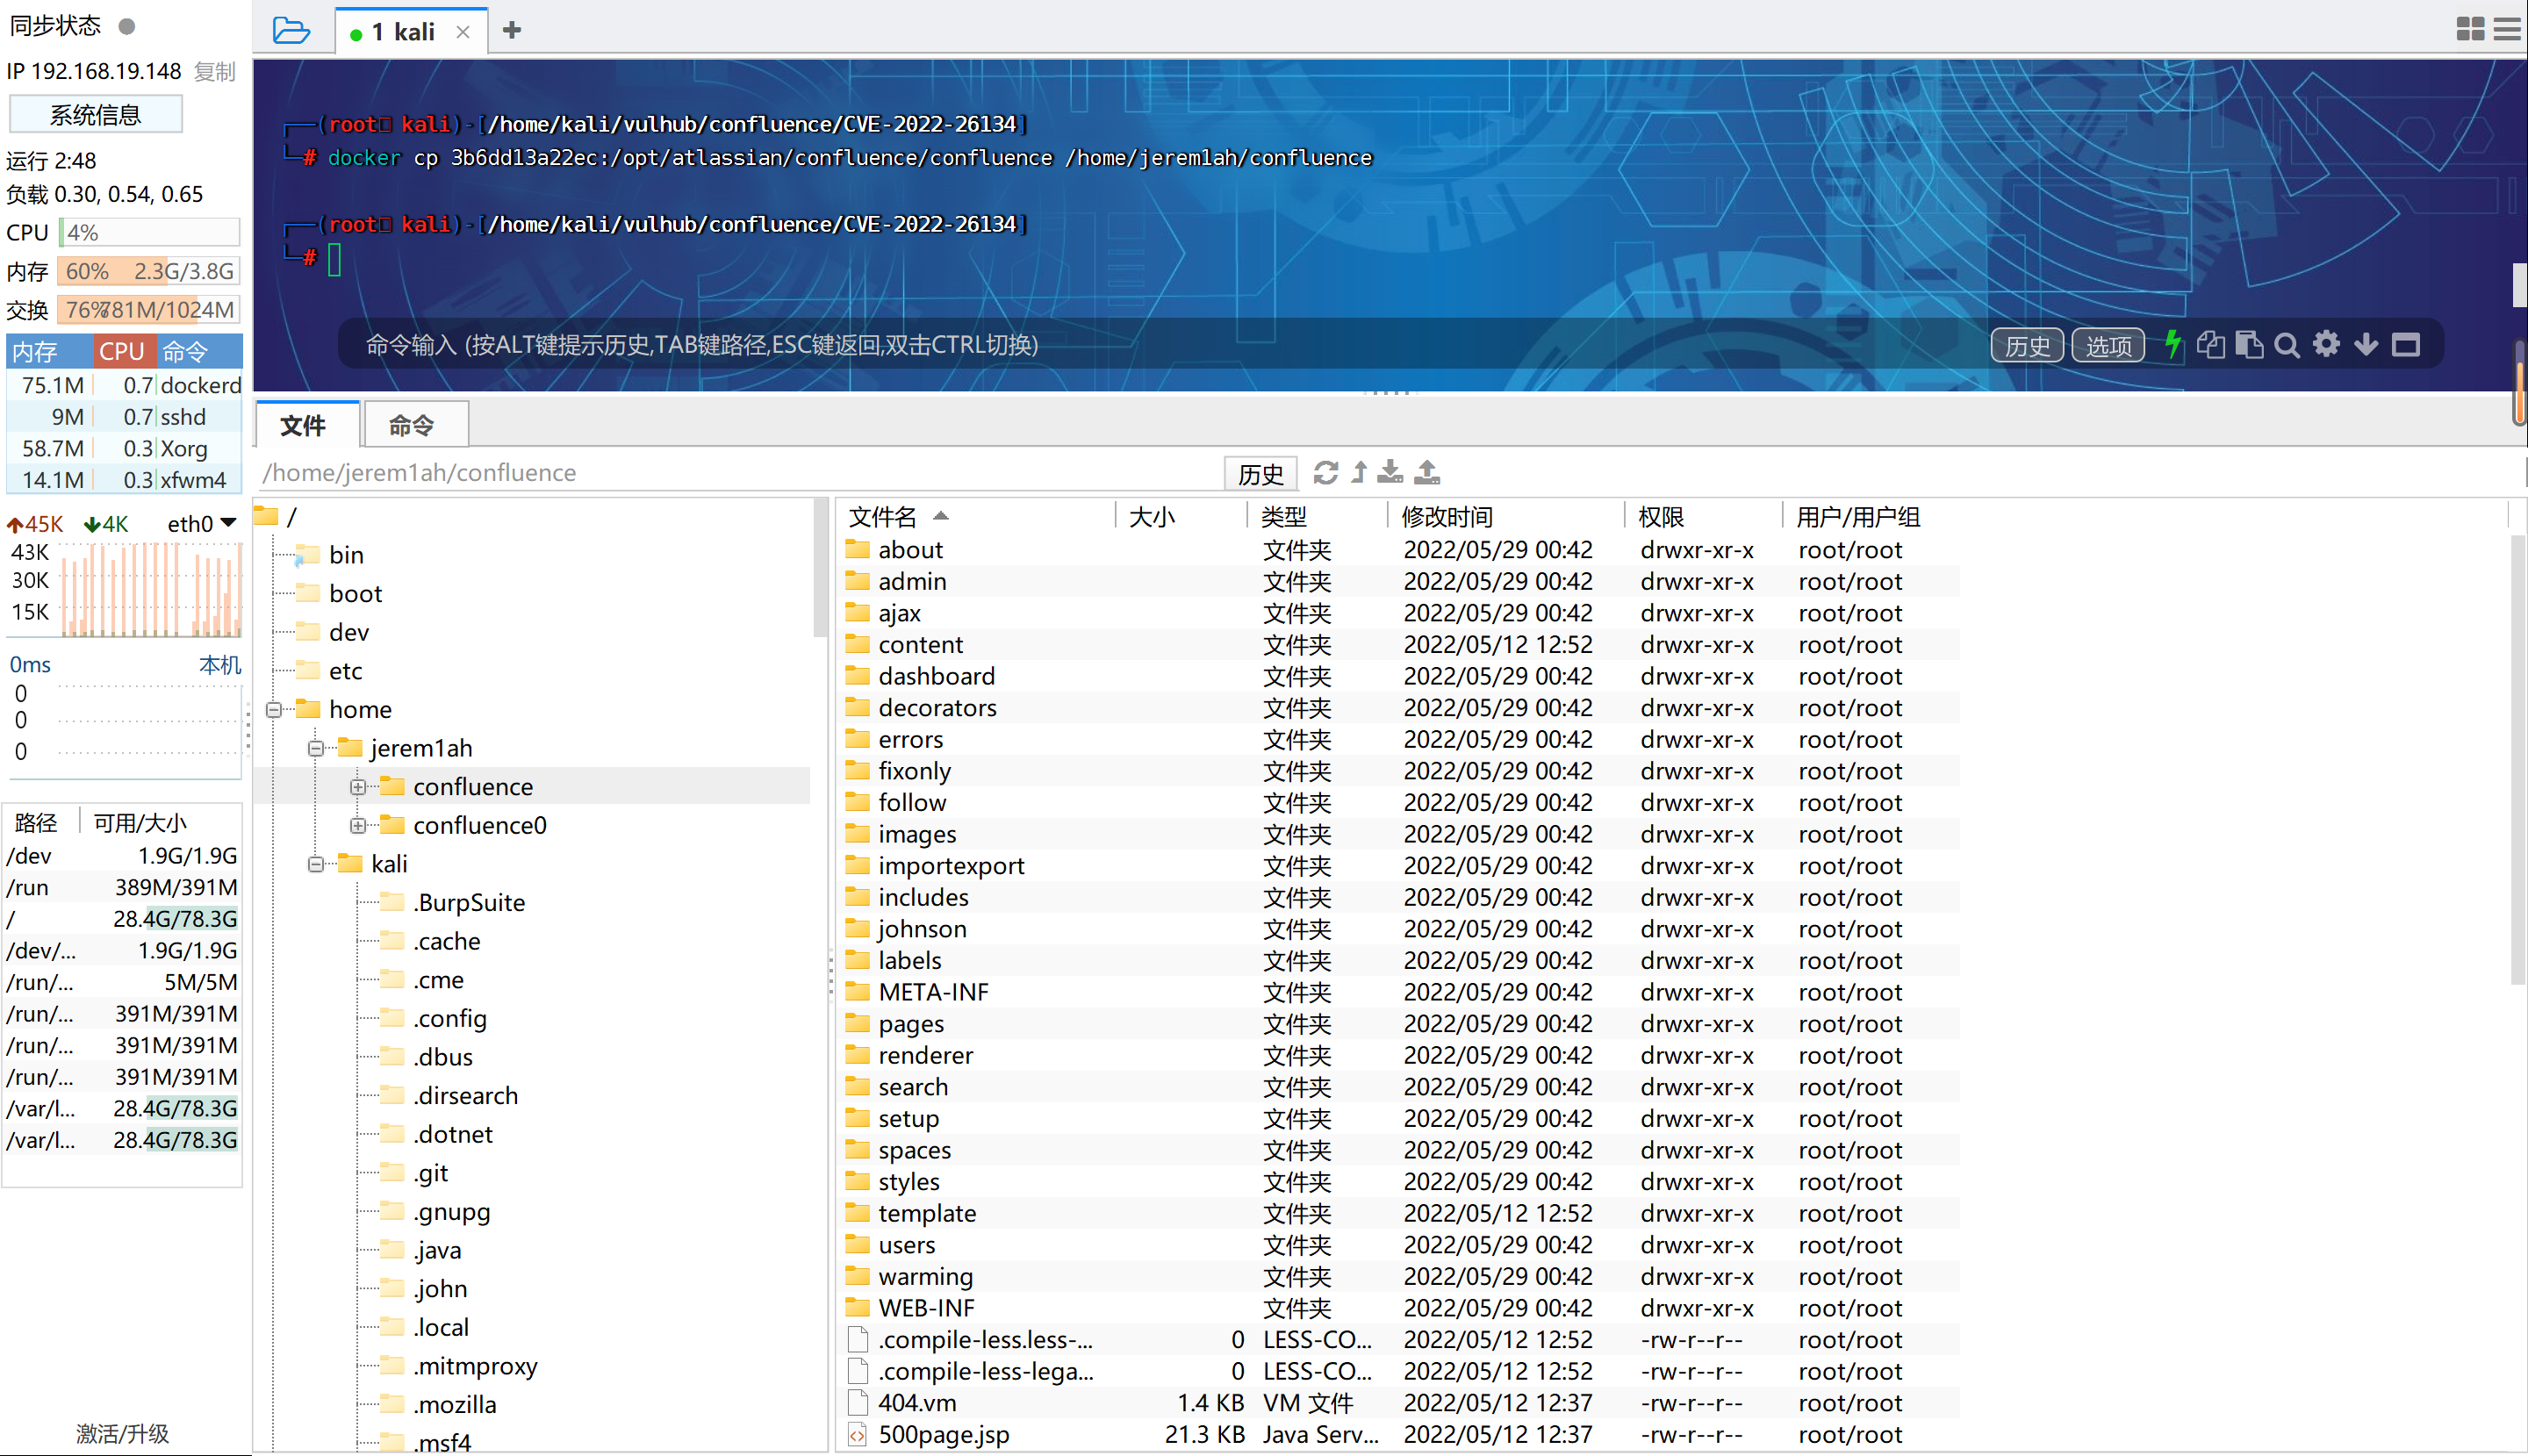 同步状态
IP 192.168.19.148 复制
系统信息
运行 2:48
负载 0.30, 0.54, 0.65
CPU 4%
内存 60% 2.3G/3.8G
交换 76% 781M/1024M
内存 CPU 命令
75.1M 0.7 dockerd
9M 0.7 sshd
58.7M 0.3 Xorg
14.1M 0.3 xfwm4
45K 4K eth0
43K
30K
15K
0ms 本机
0
0
0
路径 可用/大小
/dev 1.9G/1.9G
/run 389M/391M
/ 28.4G/78.3G
/dev/... 1.9G/1.9G
/run/... 5M/5M
/run/... 391M/391M
/run/... 391M/391M
/run/... 391M/391M
/var/l... 28.4G/78.3G
/var/l... 28.4G/78.3G
激活/升级
1 kali
(root kali)-[/home/kali/vulhub/confluence/CVE-2022-26134]
# docker cp 3b6dd13a22ec:/opt/atlassian/confluence/confluence /home/jerem1ah/confluence
(root kali)-[/home/kali/vulhub/confluence/CVE-2022-26134]
#
命令输入 (按ALT键提示历史,TAB键路径,ESC键返回,双击CTRL切换)
历史 选项
文件 命令
/home/jerem1ah/confluence
历史
/
bin
boot
dev
etc
home
jerem1ah
confluence
confluence0
kali
.BurpSuite
.cache
.cme
.config
.dbus
.dirsearch
.dotnet
.git
.gnupg
.java
.john
.local
.mitmproxy
.mozilla
.msf4
文件名 大小 类型 修改时间 权限 用户/用户组
about 文件夹 2022/05/29 00:42 drwxr-xr-x root/root
admin 文件夹 2022/05/29 00:42 drwxr-xr-x root/root
ajax 文件夹 2022/05/29 00:42 drwxr-xr-x root/root
content 文件夹 2022/05/12 12:52 drwxr-xr-x root/root
dashboard 文件夹 2022/05/29 00:42 drwxr-xr-x root/root
decorators 文件夹 2022/05/29 00:42 drwxr-xr-x root/root
errors 文件夹 2022/05/29 00:42 drwxr-xr-x root/root
fixonly 文件夹 2022/05/29 00:42 drwxr-xr-x root/root
follow 文件夹 2022/05/29 00:42 drwxr-xr-x root/root
images 文件夹 2022/05/29 00:42 drwxr-xr-x root/root
importexport 文件夹 2022/05/29 00:42 drwxr-xr-x root/root
includes 文件夹 2022/05/29 00:42 drwxr-xr-x root/root
johnson 文件夹 2022/05/29 00:42 drwxr-xr-x root/root
labels 文件夹 2022/05/29 00:42 drwxr-xr-x root/root
META-INF 文件夹 2022/05/29 00:42 drwxr-xr-x root/root
pages 文件夹 2022/05/29 00:42 drwxr-xr-x root/root
renderer 文件夹 2022/05/29 00:42 drwxr-xr-x root/root
search 文件夹 2022/05/29 00:42 drwxr-xr-x root/root
setup 文件夹 2022/05/29 00:42 drwxr-xr-x root/root
spaces 文件夹 2022/05/29 00:42 drwxr-xr-x root/root
styles 文件夹 2022/05/29 00:42 drwxr-xr-x root/root
template 文件夹 2022/05/12 12:52 drwxr-xr-x root/root
users 文件夹 2022/05/29 00:42 drwxr-xr-x root/root
warming 文件夹 2022/05/29 00:42 drwxr-xr-x root/root
WEB-INF 文件夹 2022/05/29 00:42 drwxr-xr-x root/root
.compile-less.less-... 0 LESS-CO... 2022/05/12 12:52 -rw-r--r-- root/root
.compile-less-lega... 0 LESS-CO... 2022/05/12 12:52 -rw-r--r-- root/root
404.vm 1.4 KB VM 文件 2022/05/12 12:37 -rw-r--r-- root/root
500page.jsp 21.3 KB Java Serv... 2022/05/12 12:37 -rw-r--r-- root/root